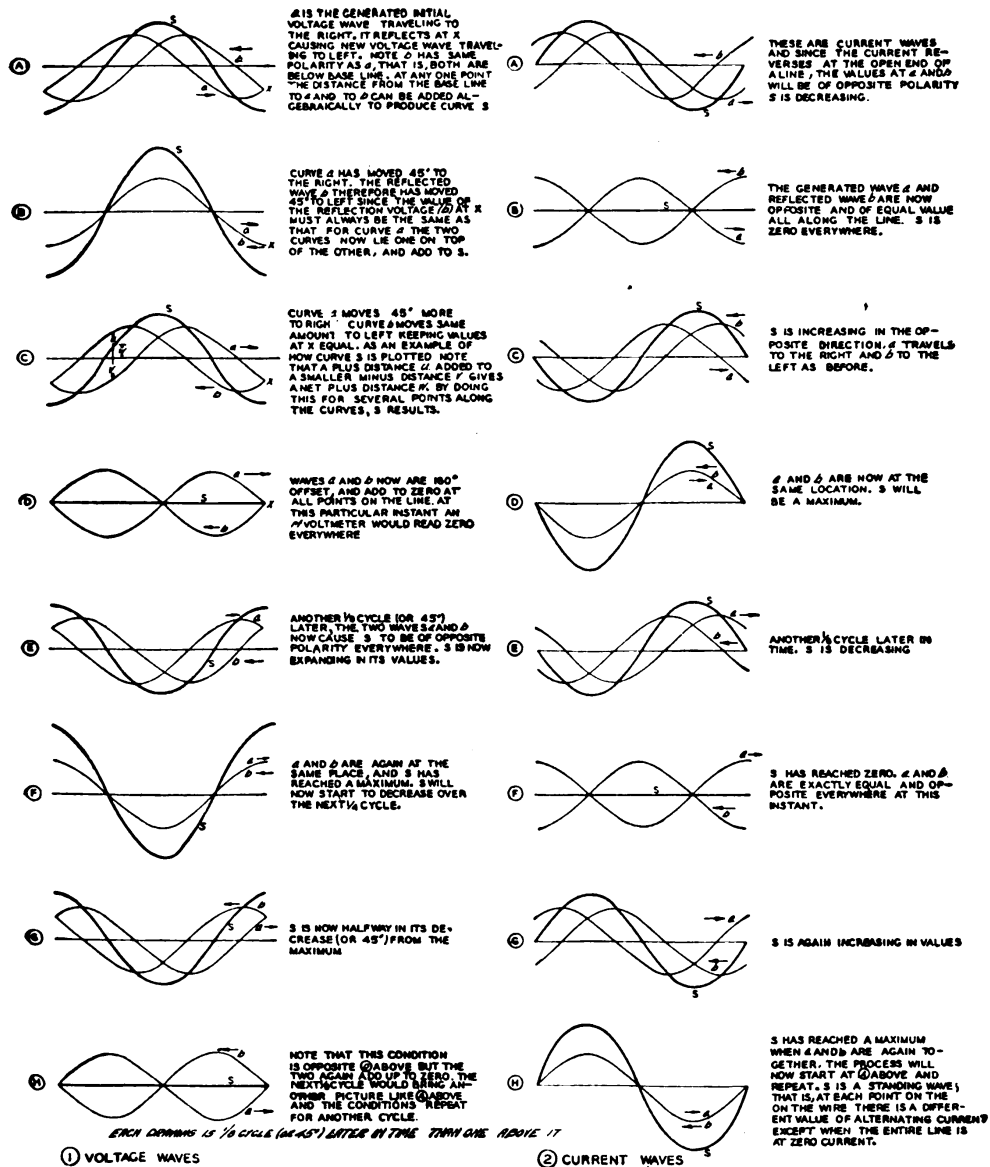 A
S
b
a
X
a IS THE GENERATED INITIAL
VOLTAGE WAVE TRAVELING TO
THE RIGHT. IT REFLECTS AT X
CAUSING NEW VOLTAGE WAVE TRAVEL-
ING TO LEFT. NOTE b HAS SAME
POLARITY AS a, THAT IS, BOTH ARE
BELOW BASE LINE. AT ANY ONE POINT
THE DISTANCE FROM THE BASE LINE
TO a AND TO b CAN BE ADDED AL-
GEBRAICALLY TO PRODUCE CURVE S
B
S
a
b
X
CURVE a HAS MOVED 45° TO
THE RIGHT. THE REFLECTED
WAVE b THEREFORE HAS MOVED
45° TO LEFT SINCE THE VALUE OF
THE REFLECTION VOLTAGE (b) AT X
MUST ALWAYS BE THE SAME AS
THAT FOR CURVE a THE TWO
CURVES NOW LIE ONE ON TOP
OF THE OTHER, AND ADD TO S.
C
S
a
b
X
CURVE a MOVES 45° MORE
TO RIGH CURVE b MOVES SAME
AMOUNT TO LEFT KEEPING VALUES
AT X EQUAL. AS AN EXAMPLE OF
HOW CURVE S IS PLOTTED NOTE
THAT A PLUS DISTANCE U. ADDED TO
A SMALLER MINUS DISTANCE V GIVES
A NET PLUS DISTANCE W. BY DOING
THIS FOR SEVERAL POINTS ALONG
THE CURVES, S RESULTS.
D
a
S
b
X
WAVES a AND b NOW ARE 180°
OFFSET, AND ADD TO ZERO AT
ALL POINTS ON THE LINE. AT
THIS PARTICULAR INSTANT AN
VOLTMETER WOULD READ ZERO
EVERYWHERE
E
a
S
b
ANOTHER 1/8 CYCLE (OR 45°)
LATER, THE TWO WAVES a AND b
NOW CAUSE S TO BE OF OPPOSITE
POLARITY EVERYWHERE. S IS NOW
EXPANDING IN ITS VALUES.
F
a
b
S
a AND b ARE AGAIN AT THE
SAME PLACE, AND S HAS
REACHED A MAXIMUM. S WILL
NOW START TO DECREASE OVER
THE NEXT 1/4 CYCLE.
G
b
S
a
S IS NOW HALFWAY IN ITS DE-
CREASE (OR 45°) FROM THE
MAXIMUM
H
b
S
a
NOTE THAT THIS CONDITION
IS OPPOSITE D ABOVE BUT THE
TWO AGAIN ADD UP TO ZERO. THE
NEXT CYCLE WOULD BRING AN-
OTHER PICTURE LIKE A ABOVE
AND THE CONDITIONS REPEAT
FOR ANOTHER CYCLE.
EACH DRAWING IS 1/8 CYCLE (OR 45°) LATER IN TIME THAN ONE ABOVE IT
1 VOLTAGE WAVES
A
b
a
S
THESE ARE CURRENT WAVES
AND SINCE THE CURRENT RE-
VERSES AT THE OPEN END OF
A LINE, THE VALUES AT a AND b
WILL BE OF OPPOSITE POLARITY
S IS DECREASING.
B
b
S
a
THE GENERATED WAVE a AND
REFLECTED WAVE b ARE NOW
OPPOSITE AND OF EQUAL VALUE
ALL ALONG THE LINE. S IS
ZERO EVERYWHERE.
C
S
b
a
S IS INCREASING IN THE OP-
POSITE DIRECTION. a TRAVELS
TO THE RIGHT AND b TO THE
LEFT AS BEFORE.
D
S
b
a
a AND b ARE NOW AT THE
SAME LOCATION. S WILL
BE A MAXIMUM.
E
S
a
b
ANOTHER 1/8 CYCLE LATER IN
TIME. S IS DECREASING
F
a
S
b
S HAS REACHED ZERO. a AND b
ARE EXACTLY EQUAL AND OP-
POSITE EVERYWHERE AT THIS
INSTANT.
G
a
b
S
S IS AGAIN INCREASING IN VALUES
H
a
b
S
S HAS REACHED A MAXIMUM
WHEN a AND b ARE AGAIN TO-
GETHER. THE PROCESS WILL
NOW START AT A ABOVE AND
REPEAT. S IS A STANDING WAVE;
THAT IS, AT EACH POINT ON THE
ON THE WIRE THERE IS A DIFFER-
ENT VALUE OF ALTERNATING CURRENT
EXCEPT WHEN THE ENTIRE LINE IS
AT ZERO CURRENT.
2 CURRENT WAVES